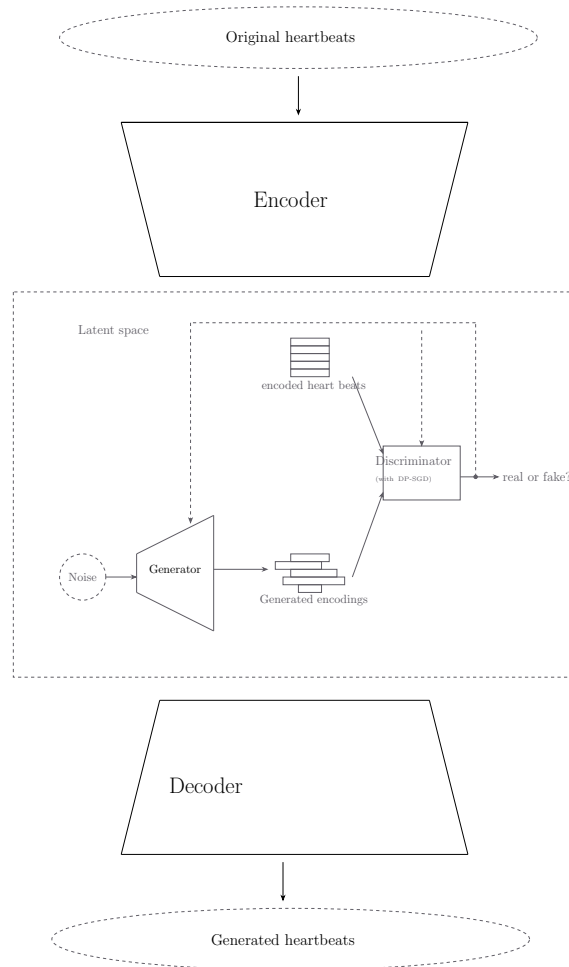 Original heartbeats
Encoder
Latent space
encoded heart beats
Discriminator
(with DP-SGD)
real or fake?
Generator
Noise
Generated encodings
Decoder
Generated heartbeats